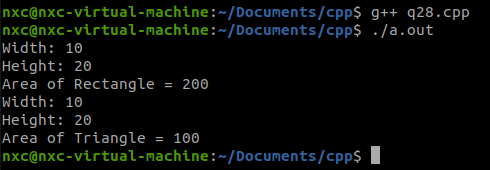 nxc@nxc-virtual-machine:~/Documents/cpp$ g++ q28.cpp
nxc@nxc-virtual-machine:~/Documents/cpp$ ./a.out
Width: 10
Height: 20
Area of Rectangle = 200
Width: 10
Height: 20
Area of Triangle = 100
nxc@nxc-virtual-machine:~/Documents/cpp$